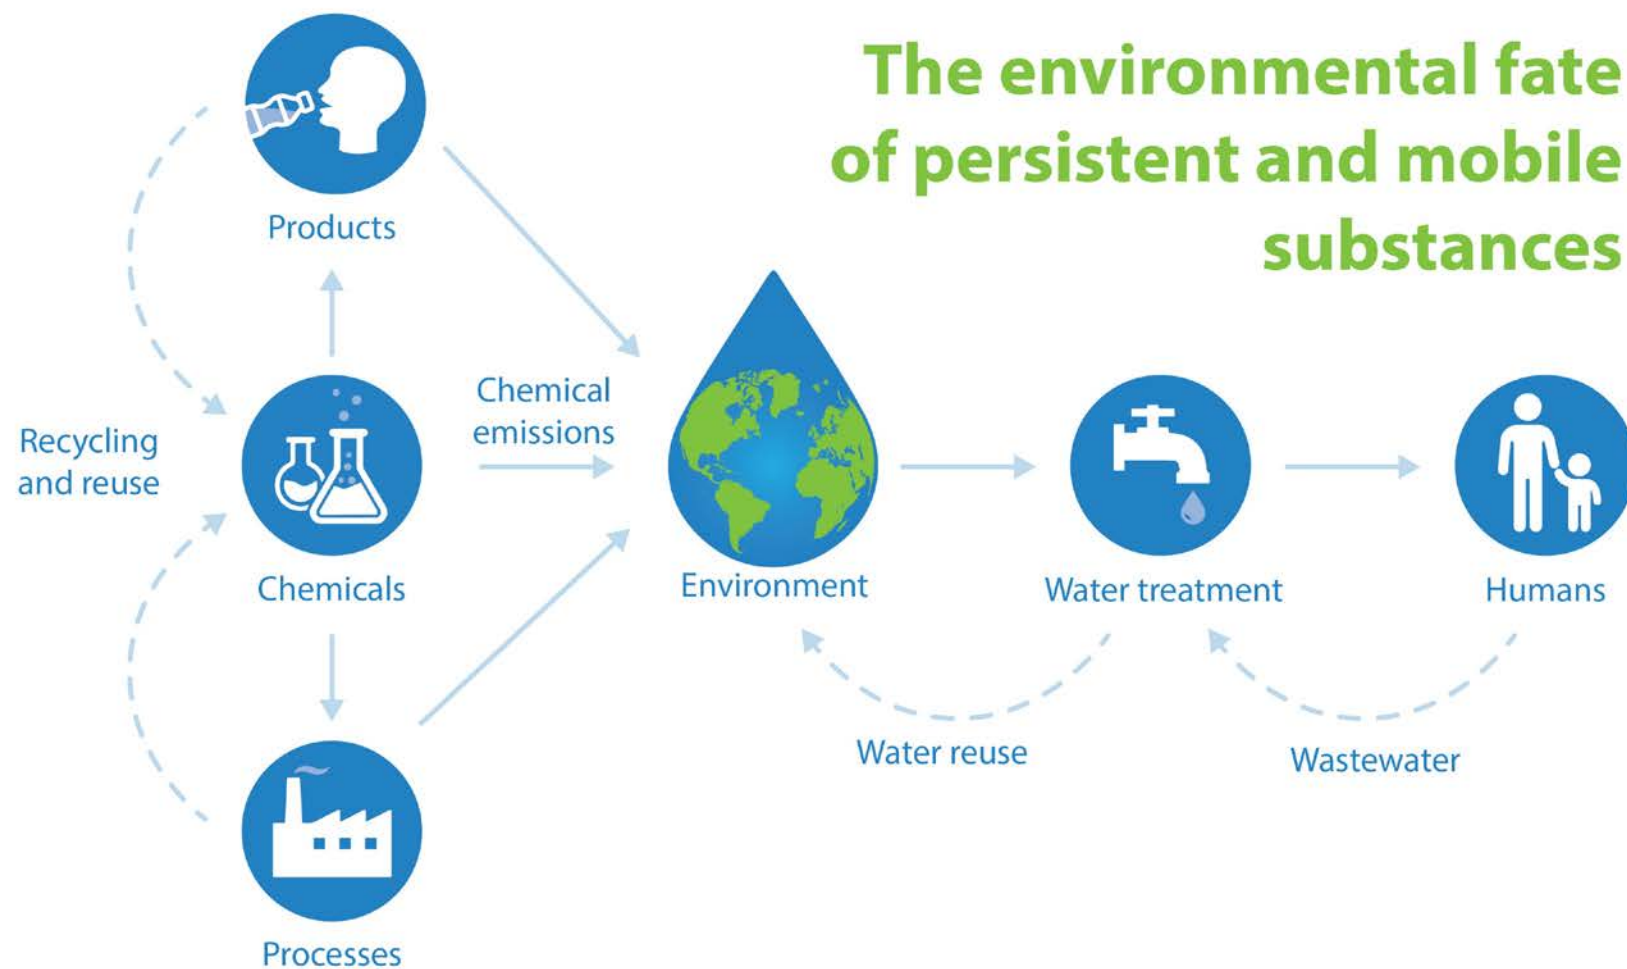 The environmental fate
of persistent and mobile
substances
Products
Chemical
emissions
Recycling
and reuse
Chemicals
Environment
Water treatment
Humans
Water reuse
Wastewater
Processes